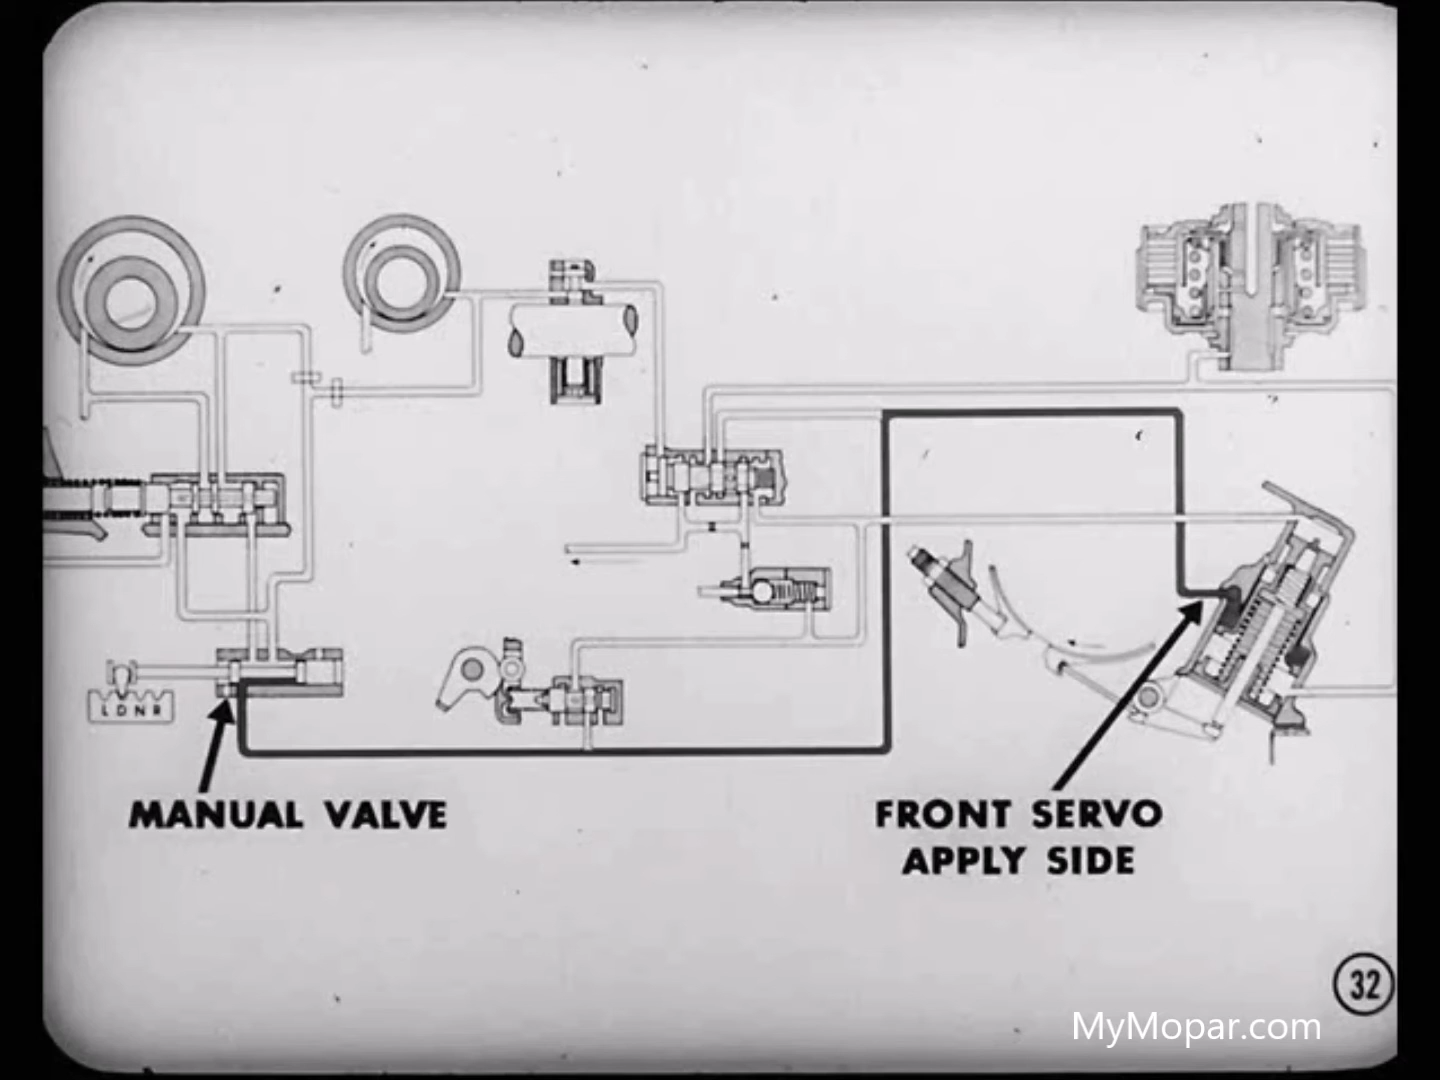 L D N R
MANUAL VALVE
FRONT SERVO
APPLY SIDE
32
MyMopar.com